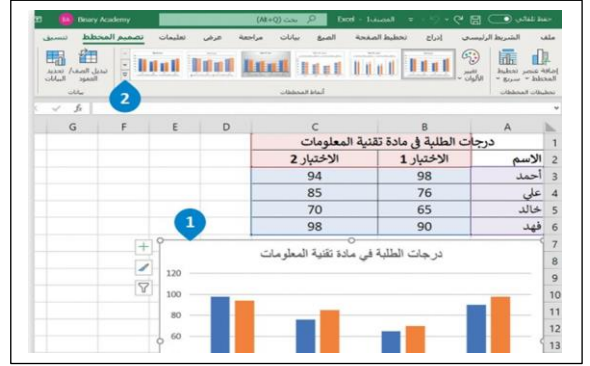 حفظ تلقائي
المصنف1 - Excel
بحث (Alt+Q)
Binary Academy
BA
ملف الشريط الرئيسي إدراج تخطيط الصفحة الصيغ بيانات مراجعة عرض تعليمات تصميم المخطط تنسيق
إضافة عنصر المخطط
تخطيط سريع
تغيير الألوان
تبديل الصف/العمود
تحديد البيانات
تخطيطات المخططات
أنماط المخططات
بيانات
2
fx
A B C D E F G
1 درجات الطلبة في مادة تقنية المعلومات
2 الاسم الاختبار 1 الاختبار 2
3 أحمد 98 94
4 علي 76 85
5 خالد 65 70
6 فهد 90 98
7
8
9
10
11
12
13
1
درجات الطلبة في مادة تقنية المعلومات
120
100
80
60